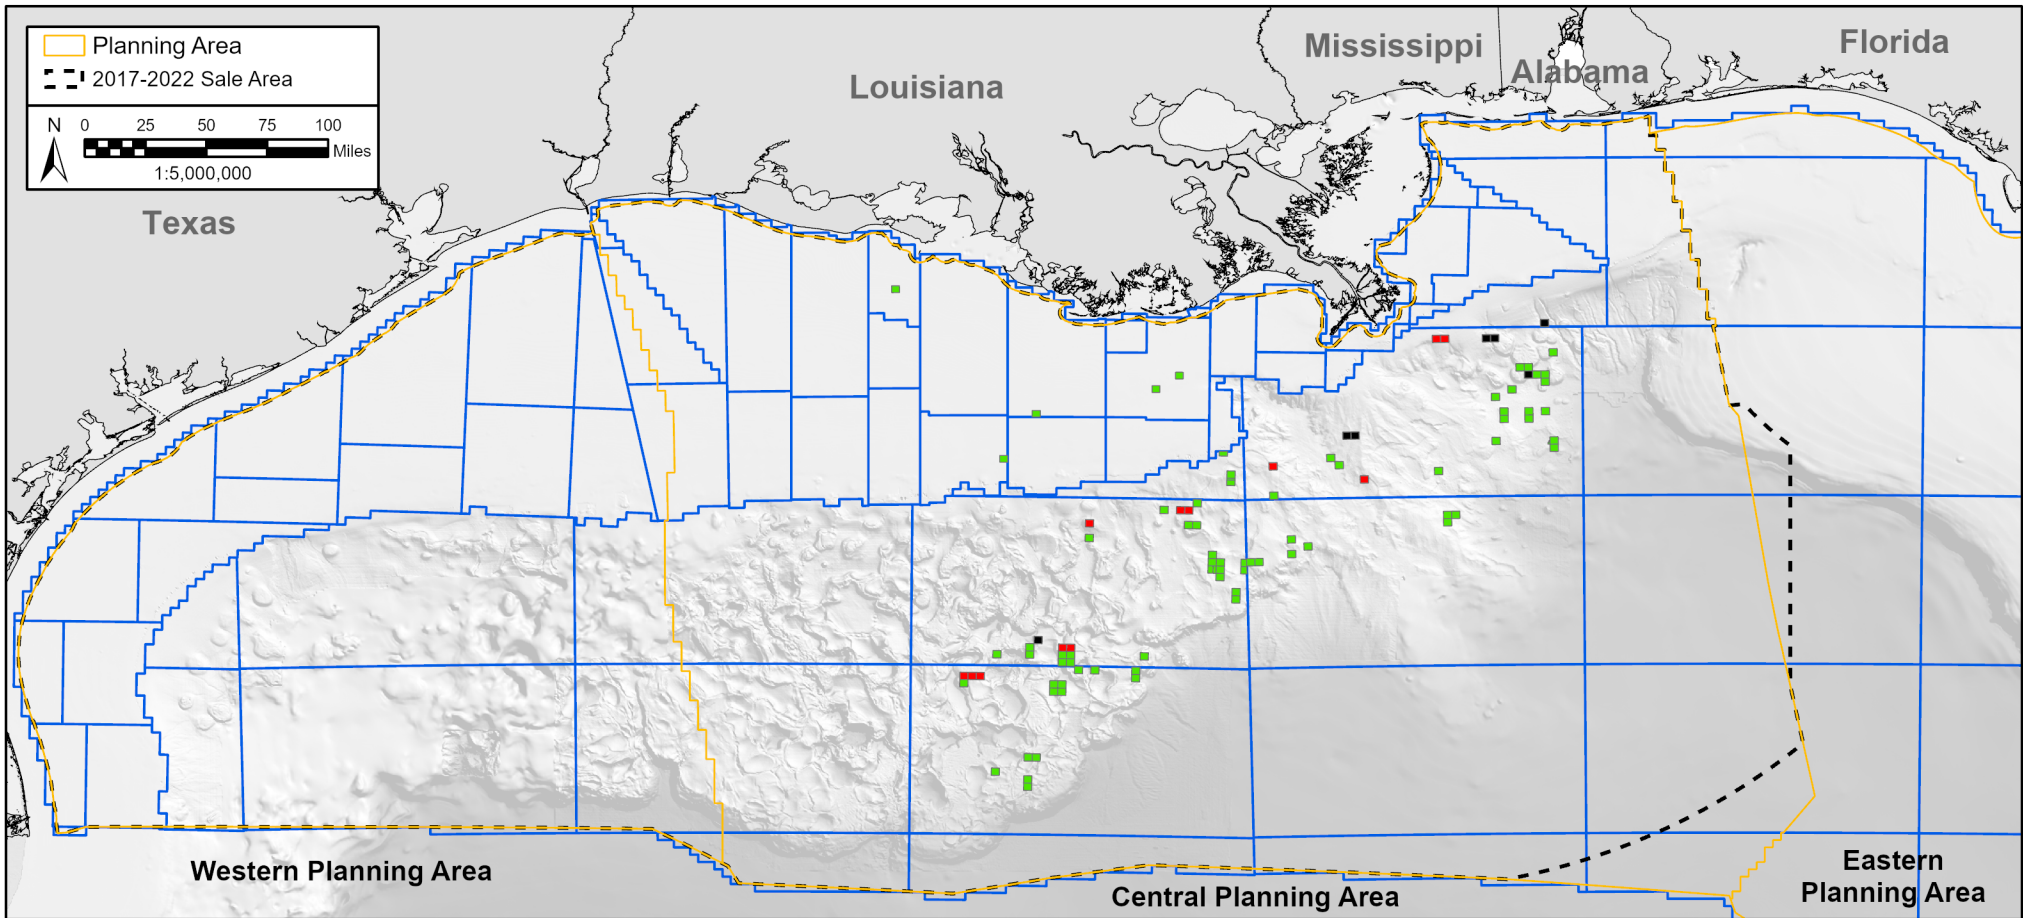 Planning Area
2017-2022 Sale Area
N
0 25 50 75 100
Miles
1:5,000,000
Texas
Louisiana
Mississippi
Alabama
Florida
Western Planning Area
Central Planning Area
Eastern
Planning Area